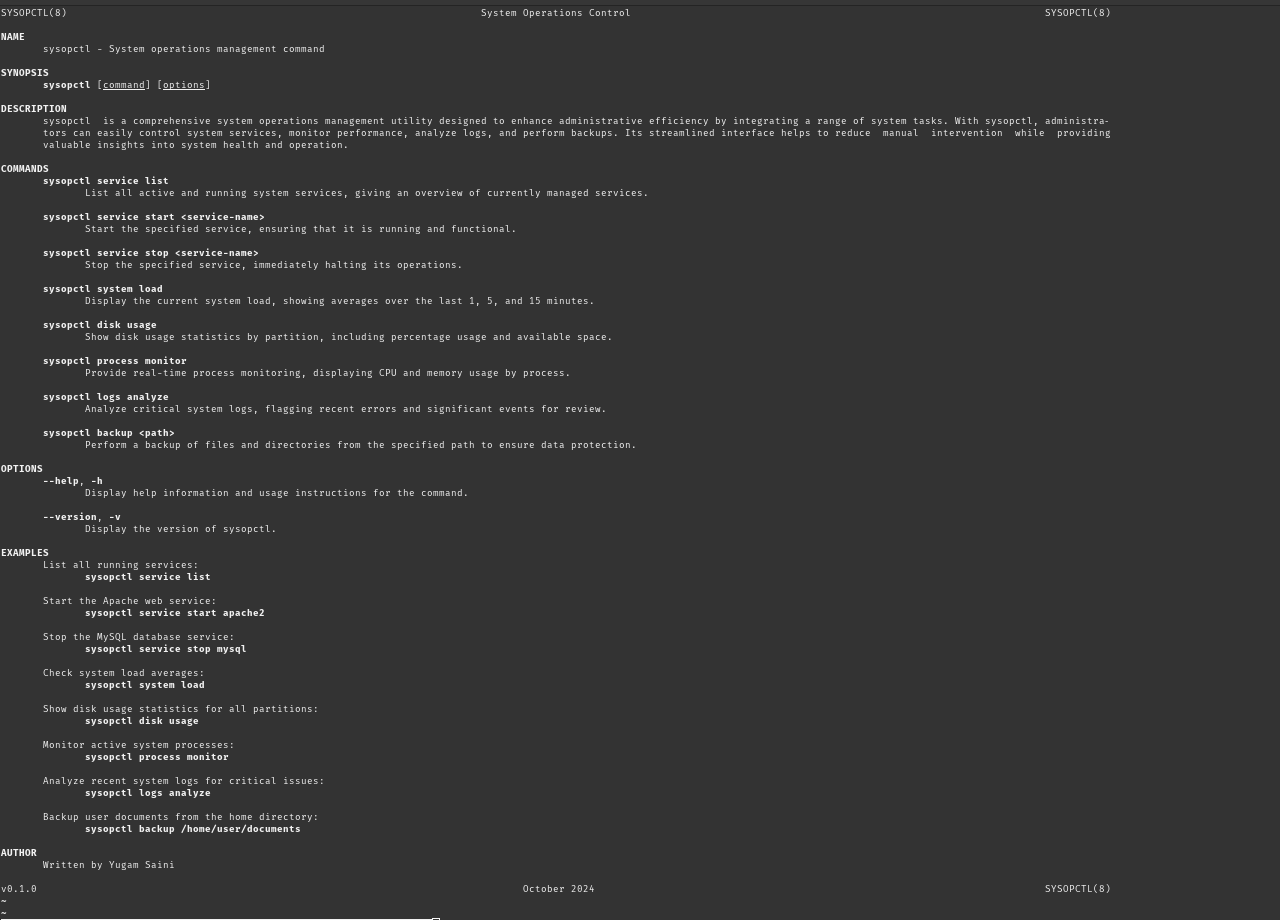 SYSOPCTL(8) System Operations Control SYSOPCTL(8)
NAME
sysopctl - System operations management command
SYNOPSIS
sysopctl [command] [options]
DESCRIPTION
sysopctl  is a comprehensive system operations management utility designed to enhance administrative efficiency by integrating a range of system tasks. With sysopctl, administra-
tors can easily control system services, monitor performance, analyze logs, and perform backups. Its streamlined interface helps to reduce  manual  intervention  while  providing
valuable insights into system health and operation.
COMMANDS
sysopctl service list
List all active and running system services, giving an overview of currently managed services.
sysopctl service start <service-name>
Start the specified service, ensuring that it is running and functional.
sysopctl service stop <service-name>
Stop the specified service, immediately halting its operations.
sysopctl system load
Display the current system load, showing averages over the last 1, 5, and 15 minutes.
sysopctl disk usage
Show disk usage statistics by partition, including percentage usage and available space.
sysopctl process monitor
Provide real-time process monitoring, displaying CPU and memory usage by process.
sysopctl logs analyze
Analyze critical system logs, flagging recent errors and significant events for review.
sysopctl backup <path>
Perform a backup of files and directories from the specified path to ensure data protection.
OPTIONS
--help, -h
Display help information and usage instructions for the command.
--version, -v
Display the version of sysopctl.
EXAMPLES
List all running services:
sysopctl service list
Start the Apache web service:
sysopctl service start apache2
Stop the MySQL database service:
sysopctl service stop mysql
Check system load averages:
sysopctl system load
Show disk usage statistics for all partitions:
sysopctl disk usage
Monitor active system processes:
sysopctl process monitor
Analyze recent system logs for critical issues:
sysopctl logs analyze
Backup user documents from the home directory:
sysopctl backup /home/user/documents
AUTHOR
Written by Yugam Saini
v0.1.0 October 2024 SYSOPCTL(8)
~
~